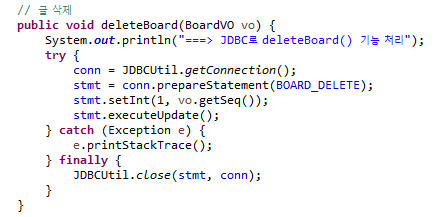 // 글 삭제
public void deleteBoard(BoardVO vo) {
System.out.println("===> JDBC로 deleteBoard() 기능 처리");
try {
conn = JDBCUtil.getConnection();
stmt = conn.prepareStatement(BOARD_DELETE);
stmt.setInt(1, vo.getSeq());
stmt.executeUpdate();
} catch (Exception e) {
e.printStackTrace();
} finally {
JDBCUtil.close(stmt, conn);
}
}